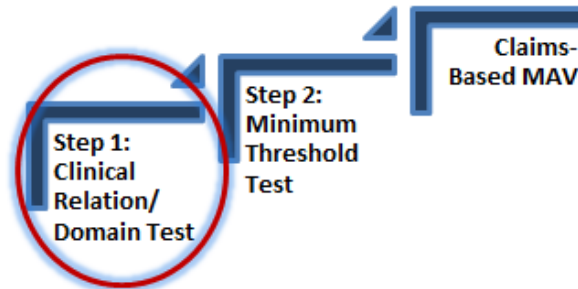 Step 1:
Clinical
Relation/
Domain Test
Step 2:
Minimum
Threshold
Test
Claims-
Based MAV